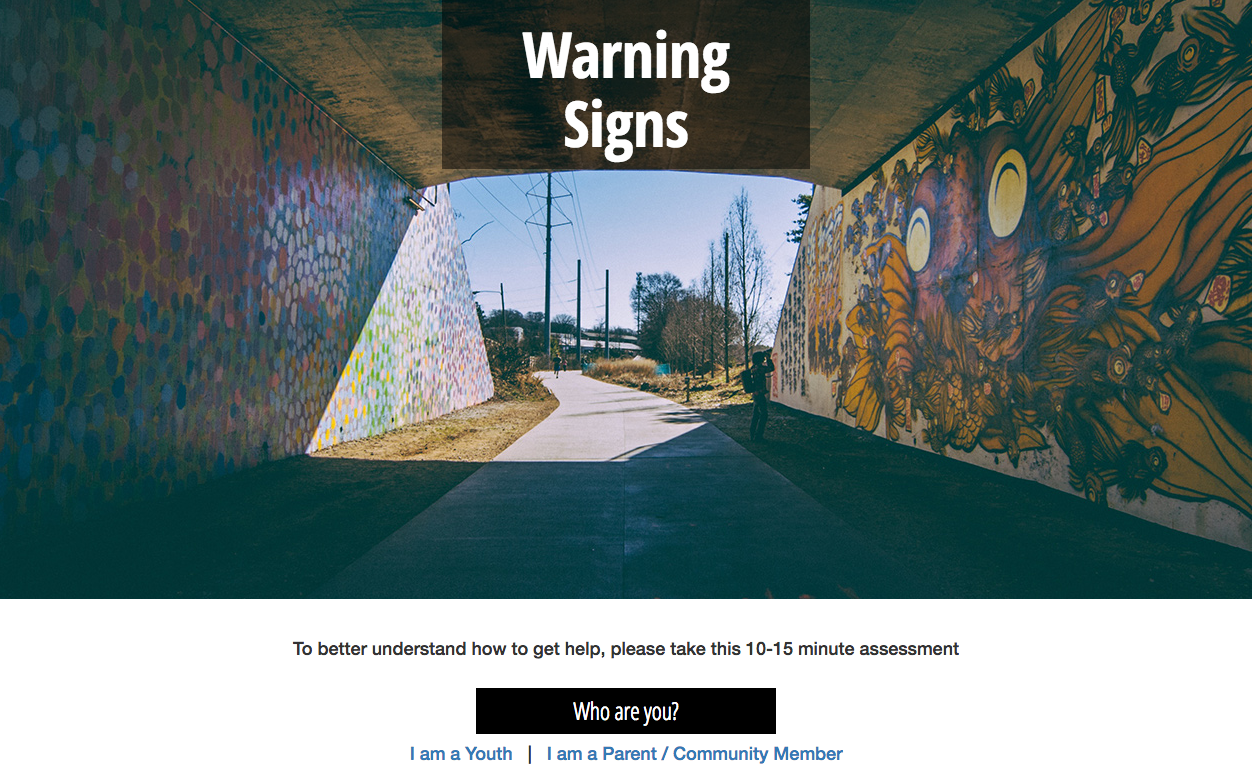 Warning
Signs
To better understand how to get help, please take this 10-15 minute assessment
Who are you?
I am a Youth | I am a Parent / Community Member